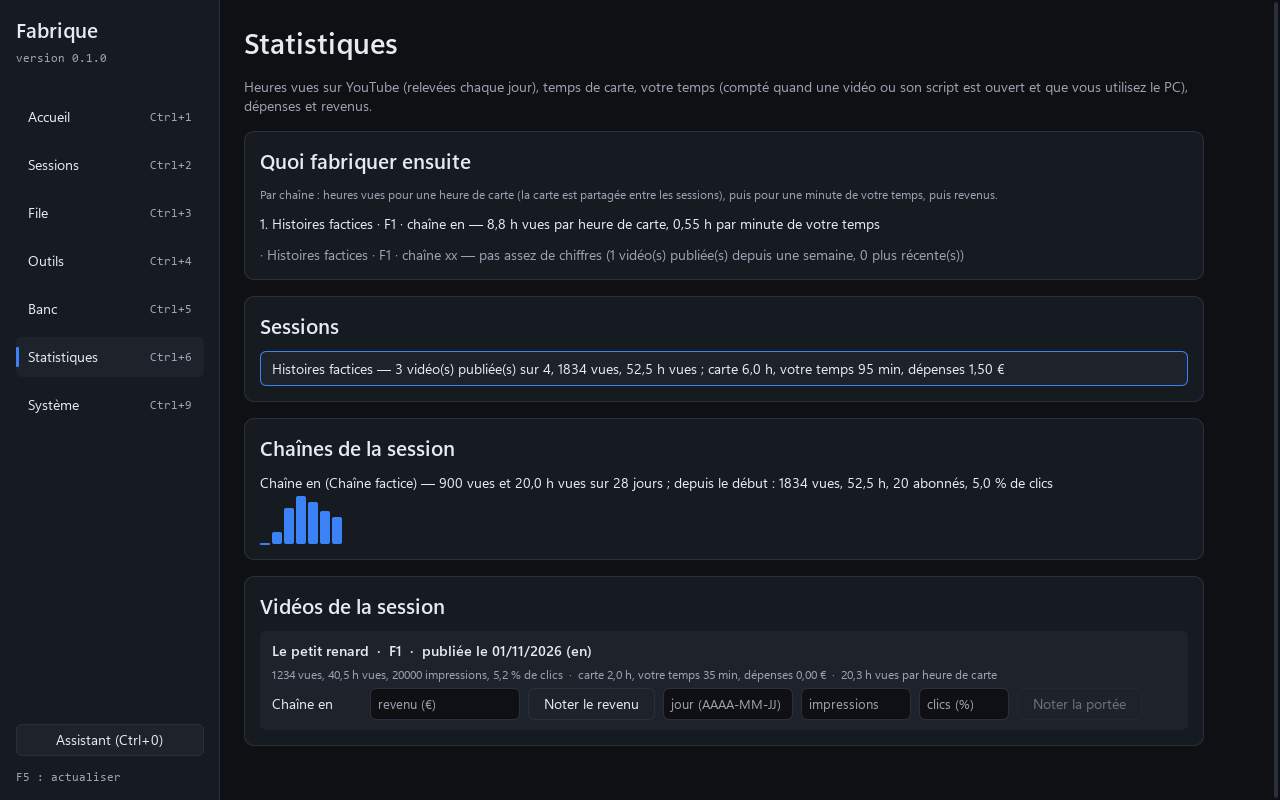 Fabrique
version 0.1.0
Accueil Ctrl+1
Sessions Ctrl+2
File Ctrl+3
Outils Ctrl+4
Banc Ctrl+5
Statistiques Ctrl+6
Système Ctrl+9
Assistant (Ctrl+0)
F5 : actualiser
Statistiques
Heures vues sur YouTube (relevées chaque jour), temps de carte, votre temps (compté quand une vidéo ou son script est ouvert et que vous utilisez le PC),
dépenses et revenus.
Quoi fabriquer ensuite
Par chaîne : heures vues pour une heure de carte (la carte est partagée entre les sessions), puis pour une minute de votre temps, puis revenus.
1. Histoires factices · F1 · chaîne en — 8,8 h vues par heure de carte, 0,55 h par minute de votre temps
· Histoires factices · F1 · chaîne xx — pas assez de chiffres (1 vidéo(s) publiée(s) depuis une semaine, 0 plus récente(s))
Sessions
Histoires factices — 3 vidéo(s) publiée(s) sur 4, 1834 vues, 52,5 h vues ; carte 6,0 h, votre temps 95 min, dépenses 1,50 €
Chaînes de la session
Chaîne en (Chaîne factice) — 900 vues et 20,0 h vues sur 28 jours ; depuis le début : 1834 vues, 52,5 h, 20 abonnés, 5,0 % de clics
Vidéos de la session
Le petit renard · F1 · publiée le 01/11/2026 (en)
1234 vues, 40,5 h vues, 20000 impressions, 5,2 % de clics · carte 2,0 h, votre temps 35 min, dépenses 0,00 € · 20,3 h vues par heure de carte
Chaîne en revenu (€) Noter le revenu jour (AAAA-MM-JJ) impressions clics (%) Noter la portée